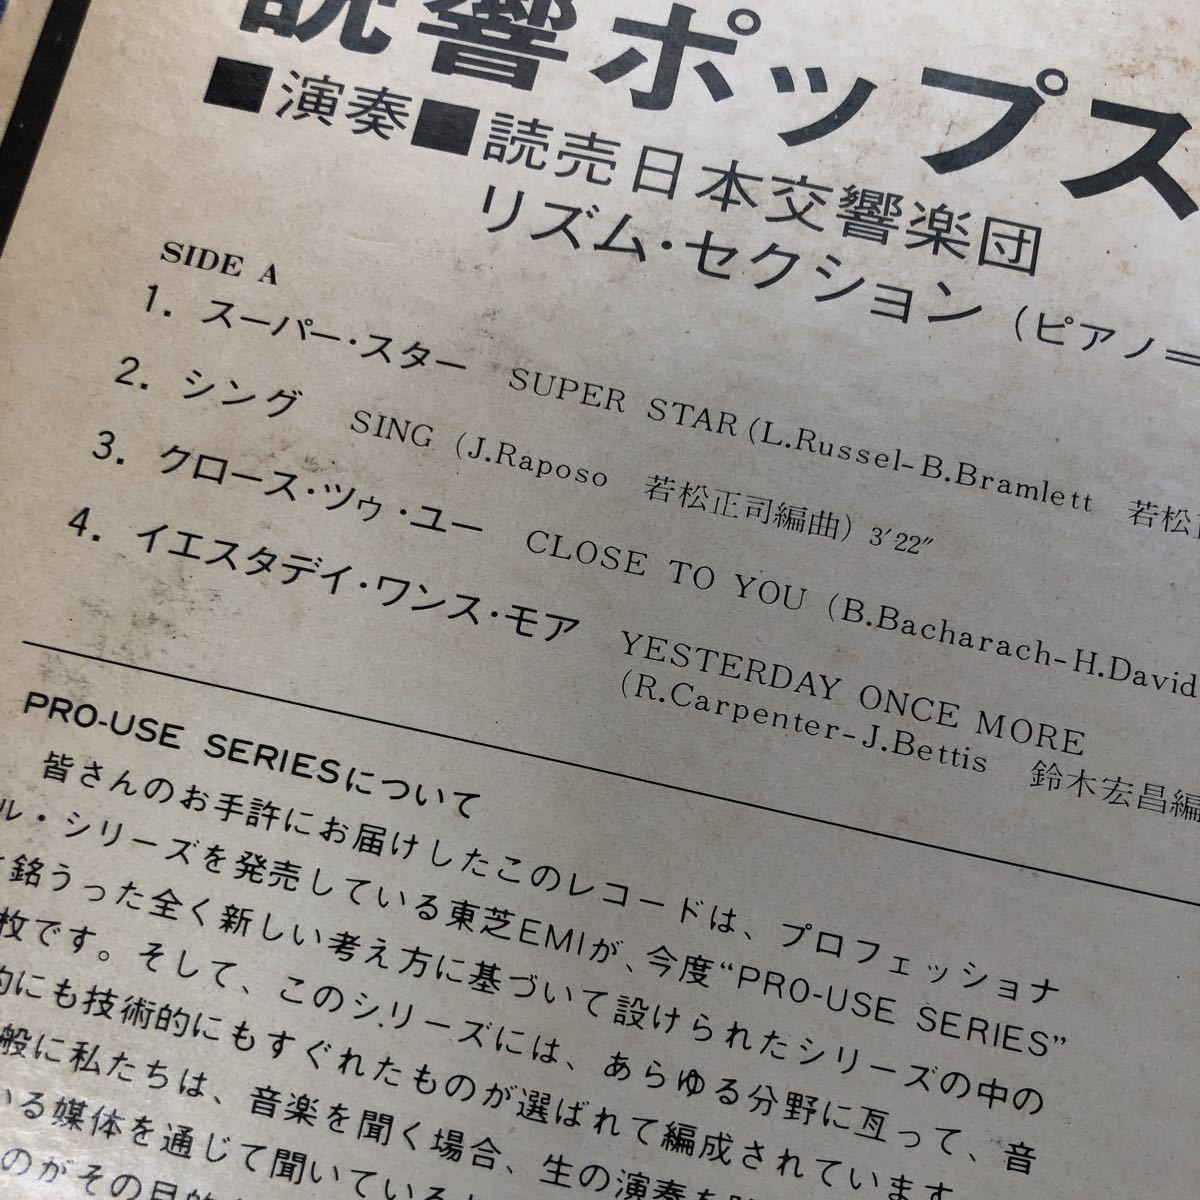 読響ポップス
■演奏■読売日本交響楽団
リズム・セクション (ピアノ=
SIDE A
1. スーパー・スター SUPER STAR (L.Russel-B.Bramlett 若松正
2. シング SING (J.Raposo 若松正司編曲) 3′22″
3. クロース・ツゥ・ユー CLOSE TO YOU (B.Bacharach-H.David
4. イエスタデイ・ワンス・モア YESTERDAY ONCE MORE
(R.Carpenter-J.Bettis 鈴木宏昌編
PRO-USE SERIESについて
皆さんのお手許にお届けしたこのレコードは、プロフェッショナ
ル・シリーズを発売している東芝EMIが、今度“PRO-USE SERIES”
と銘うった全く新しい考え方に基づいて設けられたシリーズの中の
枚です。そして、このシリーズには、あらゆる分野に亙って、音
的にも技術的にもすぐれたものが選ばれて編成されています
般に私たちは、音楽を聞く場合、生の演奏を
いる媒体を通じて聞いている
のがその目的